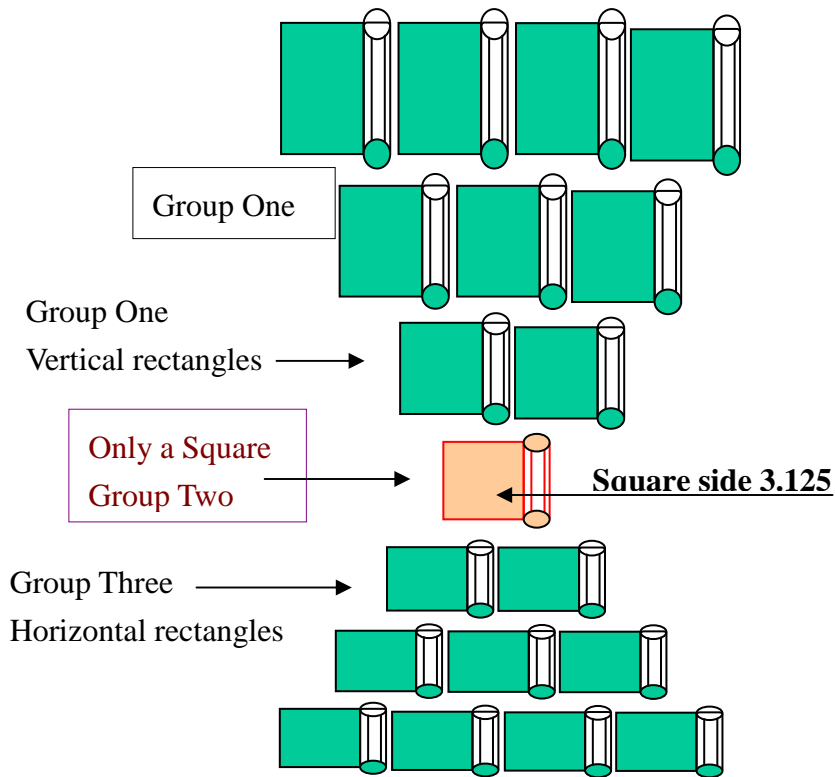 Group One
Group One
Vertical rectangles
Only a Square
Group Two
Square side 3.125
Group Three
Horizontal rectangles